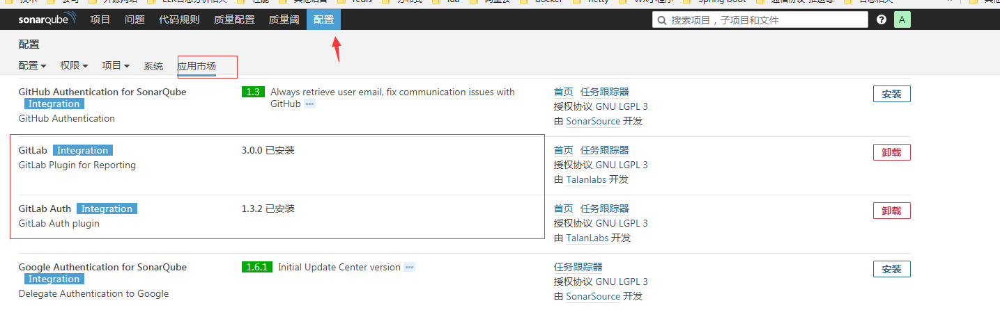 sonarqube 项目 问题 代码规则 质量配置 质量阈 配置 搜索项目，子项目和文件 ? A
配置
配置 权限 项目 系统 应用市场
GitHub Authentication for SonarQube 1.3 Always retrieve user email, fix communication issues with 首页 任务跟踪器 安装
Integration GitHub ••• 授权协议 GNU LGPL 3
GitHub Authentication 由 SonarSource 开发
GitLab Integration 3.0.0 已安装 首页 任务跟踪器 卸载
GitLab Plugin for Reporting 授权协议 GNU LGPL 3
由 Talanlabs 开发
GitLab Auth Integration 1.3.2 已安装 首页 任务跟踪器 卸载
GitLab Auth plugin 授权协议 GNU LGPL 3
由 TalanLabs 开发
Google Authentication for SonarQube 1.6.1 Initial Update Center version ••• 任务跟踪器 安装
Integration 授权协议 GNU LGPL 3
Delegate Authentication to Google 由 SonarSource 开发